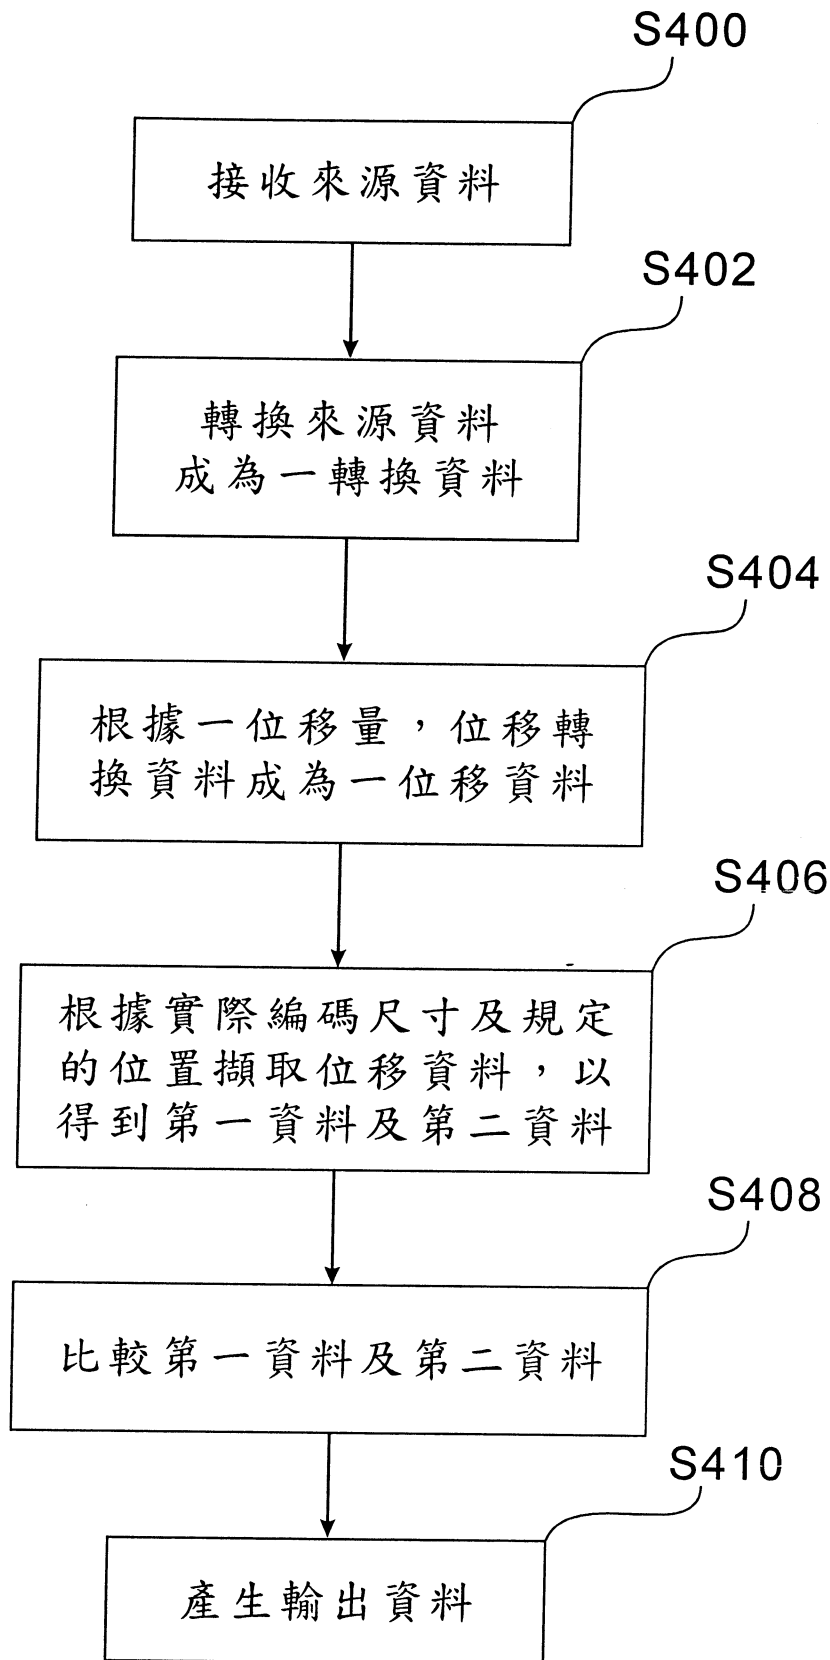 S400
接收來源資料
S402
轉換來源資料
成為一轉換資料
S404
根據一位移量，位移轉
換資料成為一位移資料
S406
根據實際編碼尺寸及規定
的位置擷取位移資料，以
得到第一資料及第二資料
S408
比較第一資料及第二資料
S410
產生輸出資料